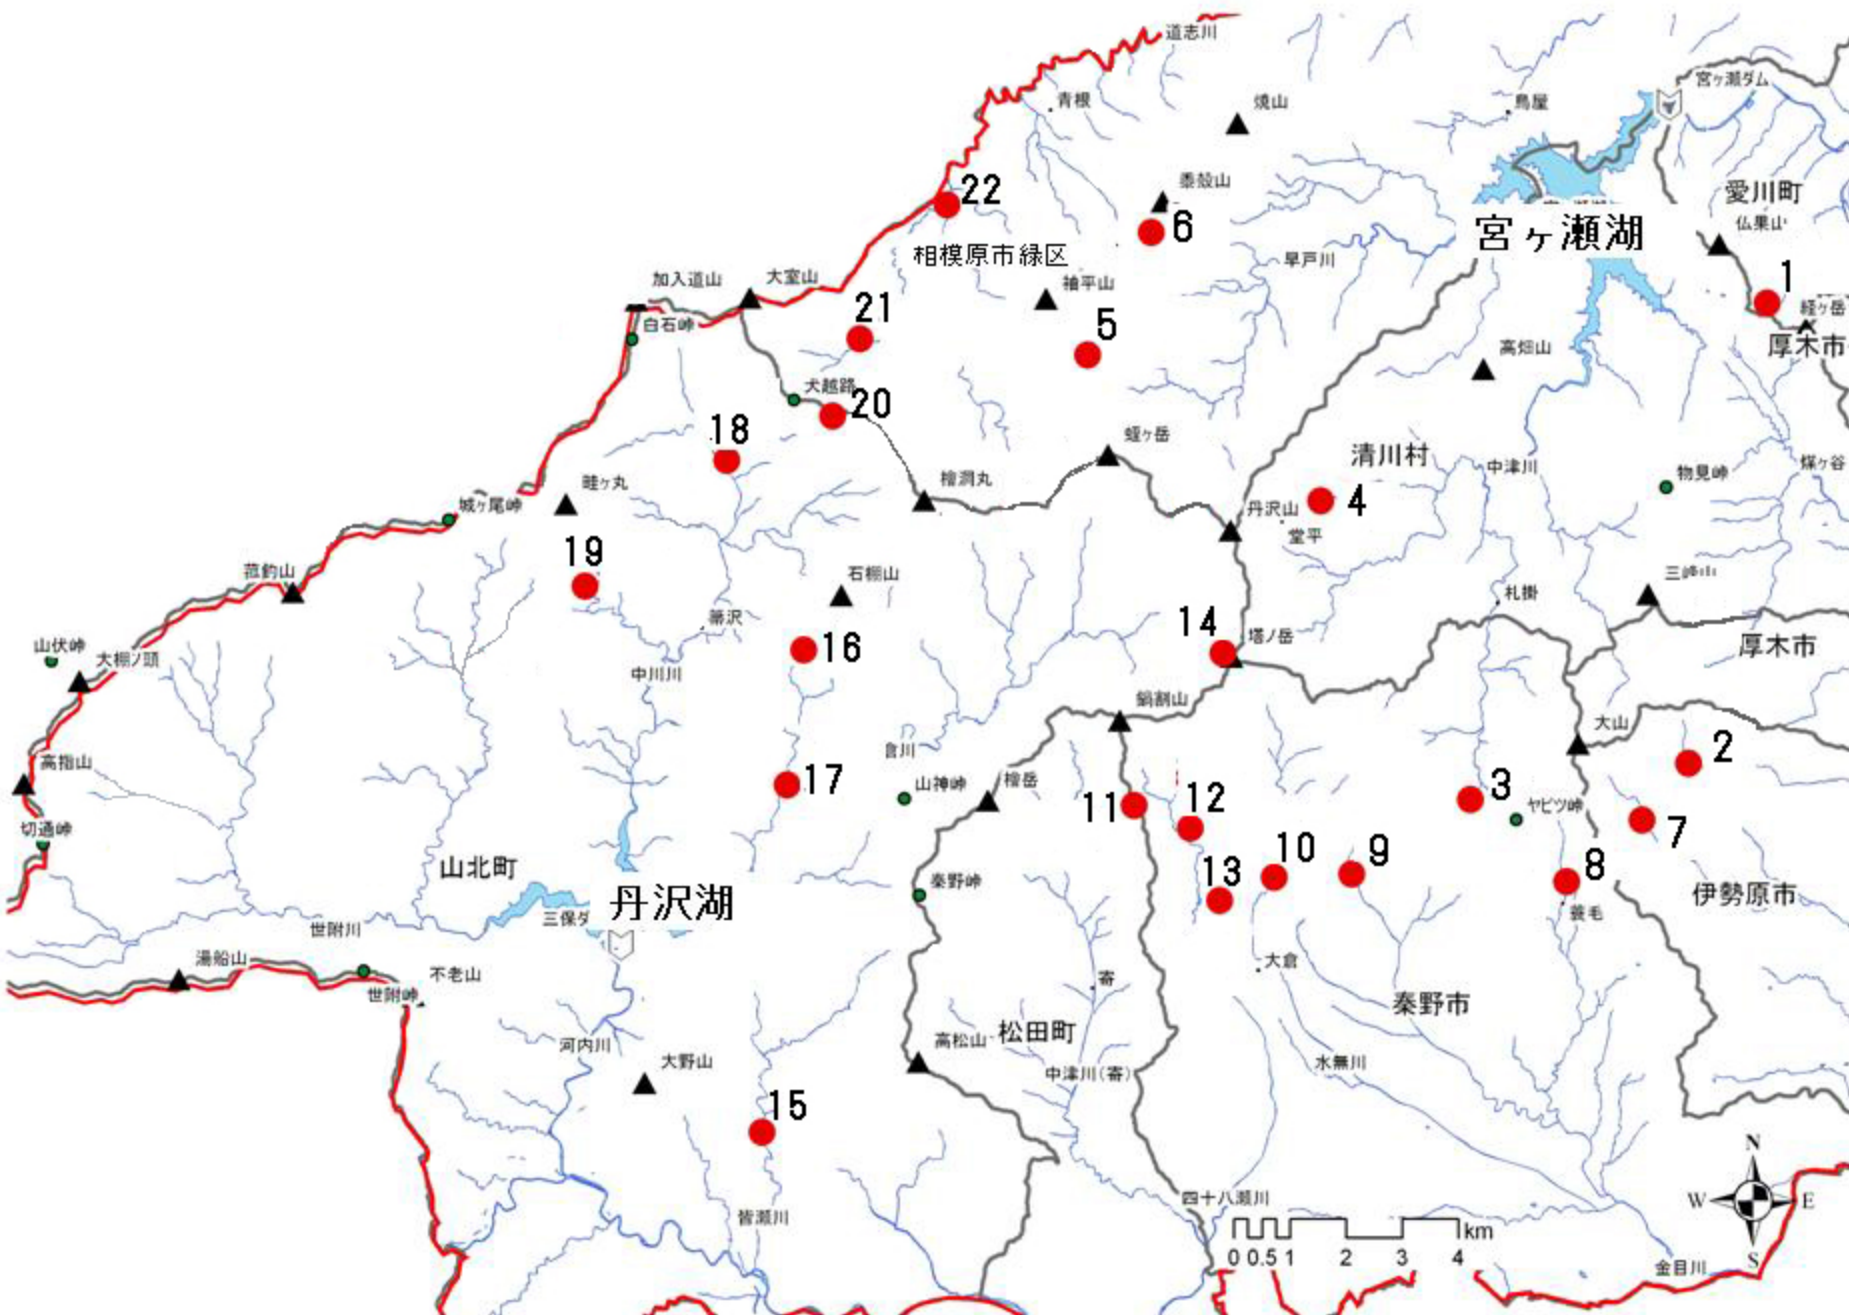 道志川
宮ヶ瀬ダム
青根
焼山
鳥屋
黍殻山
愛川町
22
6
仏果山
宮ヶ瀬湖
相模原市緑区
早戸川
加入道山
大室山
袖平山
1
経ヶ岳
21
白石峠
5
厚木市
高畑山
犬越路
20
18
蛭ヶ岳
清川村
中津川
物見峠
煤ヶ谷
畦ヶ丸
檜洞丸
4
城ヶ尾峠
丹沢山
堂平
19
菰釣山
石棚山
三峰山
札掛
箒沢
14
塔ノ岳
山伏峠
大棚ノ頭
16
厚木市
中川川
鍋割山
大山
高指山
2
山神峠
檜岳
17
3
11
12
ヤビツ峠
切通峠
7
山北町
10
9
8
13
秦野峠
伊勢原市
丹沢湖
三保ダ
蓑毛
世附川
湯船山
大倉
不老山
世附峠
寄
秦野市
松田町
高松山
河内川
大野山
水無川
中津川(寄)
15
N
四十八瀬川
W
E
皆瀬川
km
0 0.5 1 2 3 4
S
金目川